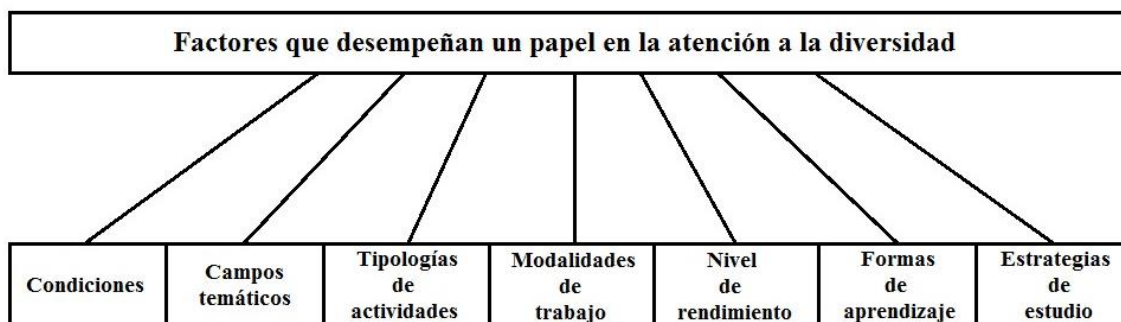 Factores que desempeñan un papel en la atención a la diversidad
Condiciones
Campos
temáticos
Tipologías
de
actividades
Modalidades
de
trabajo
Nivel
de
rendimiento
Formas
de
aprendizaje
Estrategias
de
estudio